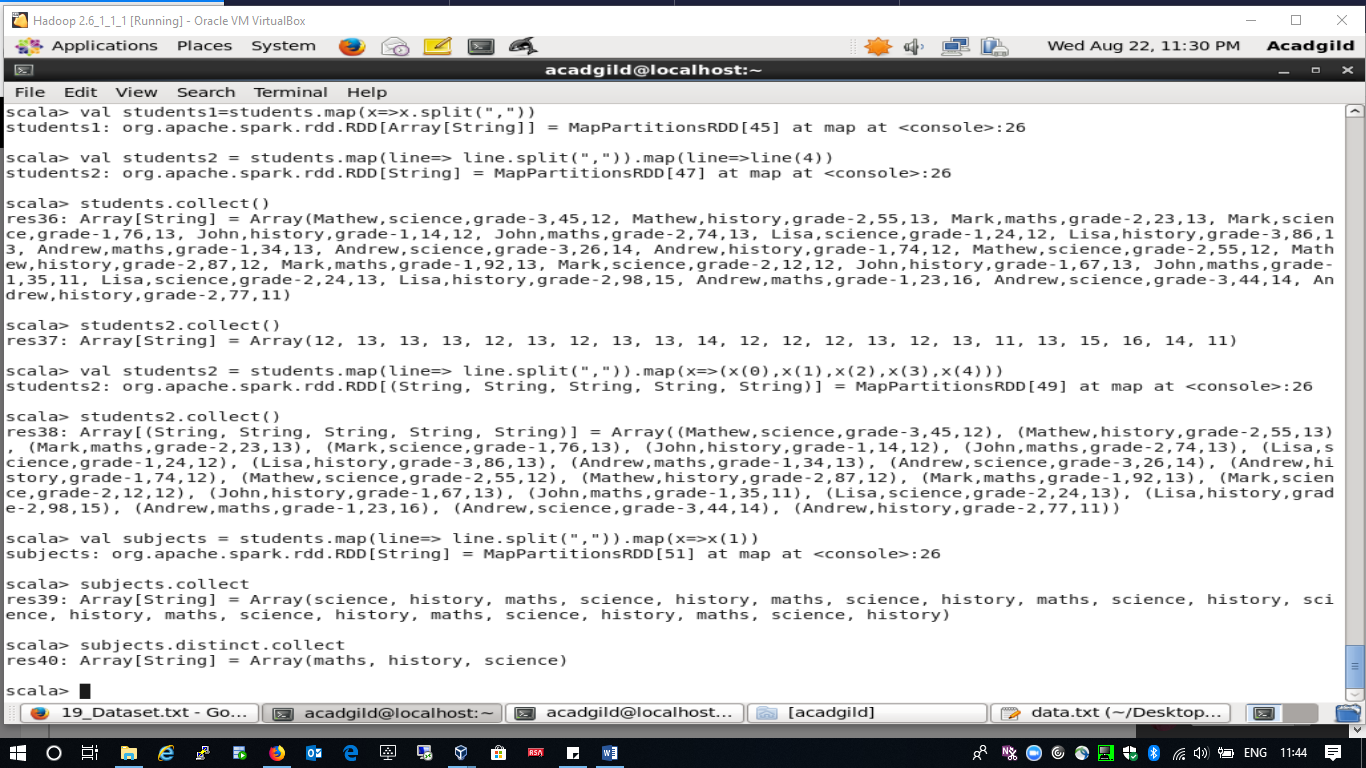 Hadoop 2.6_1_1_1 [Running] - Oracle VM VirtualBox
Applications Places System Wed Aug 22, 11:30 PM Acadgild
acadgild@localhost:~
File Edit View Search Terminal Help
scala> val students1=students.map(x=>x.split(","))
students1: org.apache.spark.rdd.RDD[Array[String]] = MapPartitionsRDD[45] at map at <console>:26
scala> val students2 = students.map(line=> line.split(",")).map(line=>line(4))
students2: org.apache.spark.rdd.RDD[String] = MapPartitionsRDD[47] at map at <console>:26
scala> students.collect()
res36: Array[String] = Array(Mathew,science,grade-3,45,12, Mathew,history,grade-2,55,13, Mark,maths,grade-2,23,13, Mark,scien
ce,grade-1,76,13, John,history,grade-1,14,12, John,maths,grade-2,74,13, Lisa,science,grade-1,24,12, Lisa,history,grade-3,86,1
3, Andrew,maths,grade-1,34,13, Andrew,science,grade-3,26,14, Andrew,history,grade-1,74,12, Mathew,science,grade-2,55,12, Math
ew,history,grade-2,87,12, Mark,maths,grade-1,92,13, Mark,science,grade-2,12,12, John,history,grade-1,67,13, John,maths,grade-
1,35,11, Lisa,science,grade-2,24,13, Lisa,history,grade-2,98,15, Andrew,maths,grade-1,23,16, Andrew,science,grade-3,44,14, An
drew,history,grade-2,77,11)
scala> students2.collect()
res37: Array[String] = Array(12, 13, 13, 13, 12, 13, 12, 13, 13, 14, 12, 12, 12, 13, 12, 13, 11, 13, 15, 16, 14, 11)
scala> val students2 = students.map(line=> line.split(",")).map(x=>(x(0),x(1),x(2),x(3),x(4)))
students2: org.apache.spark.rdd.RDD[(String, String, String, String, String)] = MapPartitionsRDD[49] at map at <console>:26
scala> students2.collect()
res38: Array[(String, String, String, String, String)] = Array((Mathew,science,grade-3,45,12), (Mathew,history,grade-2,55,13)
, (Mark,maths,grade-2,23,13), (Mark,science,grade-1,76,13), (John,history,grade-1,14,12), (John,maths,grade-2,74,13), (Lisa,s
cience,grade-1,24,12), (Lisa,history,grade-3,86,13), (Andrew,maths,grade-1,34,13), (Andrew,science,grade-3,26,14), (Andrew,hi
story,grade-1,74,12), (Mathew,science,grade-2,55,12), (Mathew,history,grade-2,87,12), (Mark,maths,grade-1,92,13), (Mark,scien
ce,grade-2,12,12), (John,history,grade-1,67,13), (John,maths,grade-1,35,11), (Lisa,science,grade-2,24,13), (Lisa,history,grad
e-2,98,15), (Andrew,maths,grade-1,23,16), (Andrew,science,grade-3,44,14), (Andrew,history,grade-2,77,11))
scala> val subjects = students.map(line=> line.split(",")).map(x=>x(1))
subjects: org.apache.spark.rdd.RDD[String] = MapPartitionsRDD[51] at map at <console>:26
scala> subjects.collect
res39: Array[String] = Array(science, history, maths, science, history, maths, science, history, maths, science, history, sci
ence, history, maths, science, history, maths, science, history, maths, science, history)
scala> subjects.distinct.collect
res40: Array[String] = Array(maths, history, science)
scala>
19_Dataset.txt - Go... acadgild@localhost:~ acadgild@localhost... [acadgild] data.txt (~/Desktop...
RSA ENG 11:44